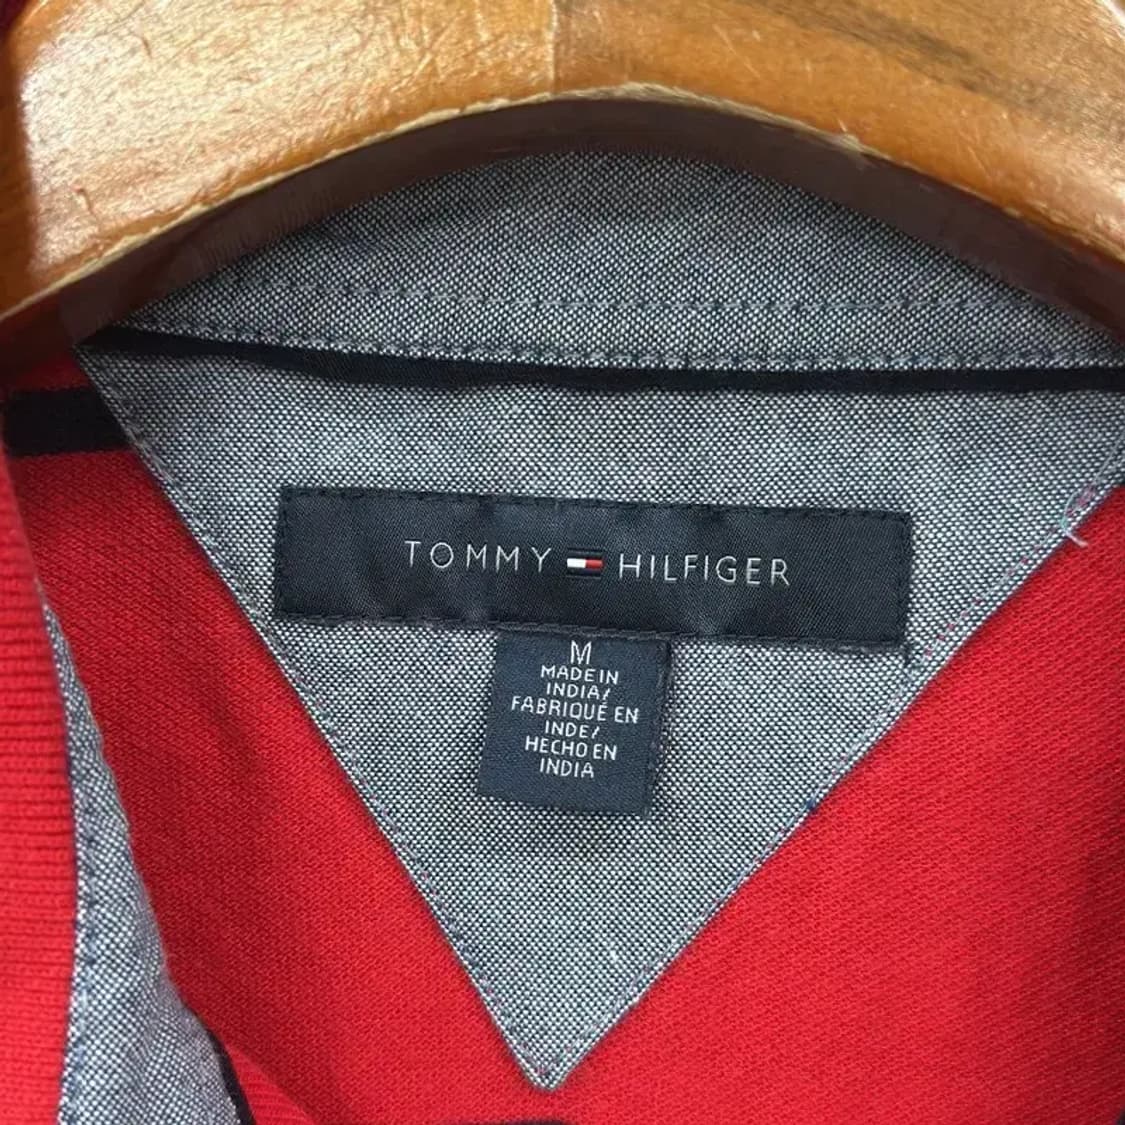 TOMMY HILFIGER
M
MADE IN
INDIA/
FABRIQUÉ EN
INDE/
HECHO EN
INDIA